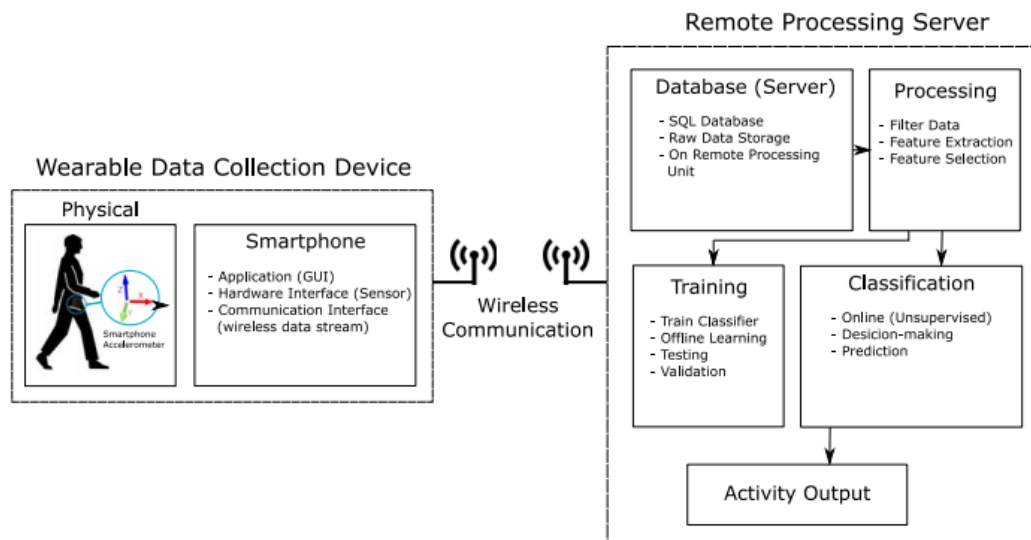 Remote Processing Server
Database (Server)
- SQL Database
- Raw Data Storage
- On Remote Processing
Unit
Processing
- Filter Data
- Feature Extraction
- Feature Selection
Wearable Data Collection Device
Physical
Z
X
Y
Smartphone
Accelerometer
Smartphone
- Application (GUI)
- Hardware Interface (Sensor)
- Communication Interface
(wireless data stream)
Wireless
Communication
Training
- Train Classifier
- Offline Learning
- Testing
- Validation
Classification
- Online (Unsupervised)
- Desicion-making
- Prediction
Activity Output